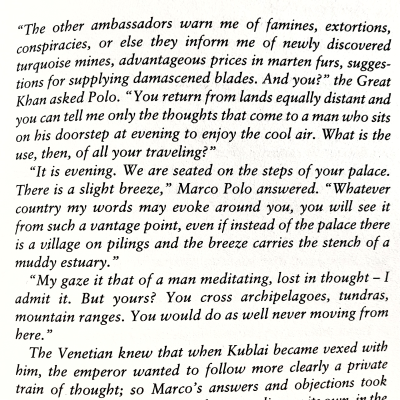 “The other ambassadors warn me of famines, extortions,
conspiracies, or else they inform me of newly discovered
turquoise mines, advantageous prices in marten furs, sugges-
tions for supplying damascened blades. And you?” the Great
Khan asked Polo. “You return from lands equally distant and
you can tell me only the thoughts that come to a man who sits
on his doorstep at evening to enjoy the cool air. What is the
use, then, of all your traveling?”
“It is evening. We are seated on the steps of your palace.
There is a slight breeze,” Marco Polo answered. “Whatever
country my words may evoke around you, you will see it
from such a vantage point, even if instead of the palace there
is a village on pilings and the breeze carries the stench of a
muddy estuary.”
“My gaze it that of a man meditating, lost in thought – I
admit it. But yours? You cross archipelagoes, tundras,
mountain ranges. You would do as well never moving from
here.”
The Venetian knew that when Kublai became vexed with
him, the emperor wanted to follow more clearly a private
train of thought; so Marco’s answers and objections took
own, in the